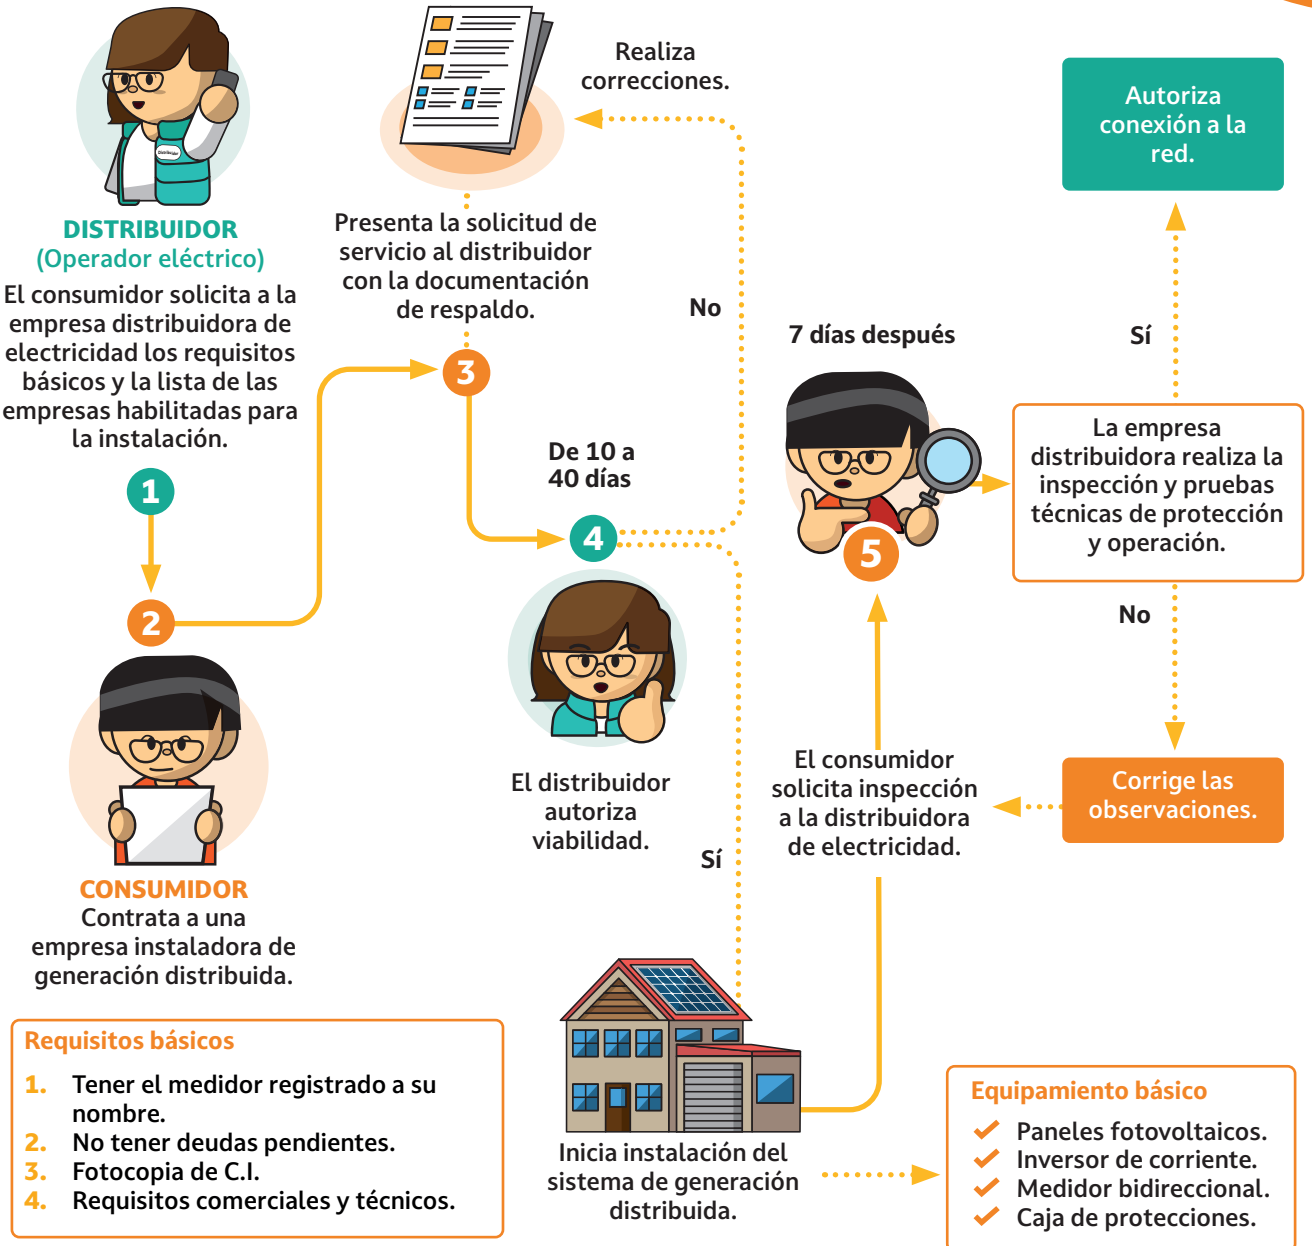 Distribuidor
DISTRIBUIDOR
(Operador eléctrico)
El consumidor solicita a la
empresa distribuidora de
electricidad los requisitos
básicos y la lista de las
empresas habilitadas para
la instalación.
1
2
CONSUMIDOR
Contrata a una
empresa instaladora de
generación distribuida.
Presenta la solicitud de
servicio al distribuidor
con la documentación
de respaldo.
3
Realiza
correcciones.
No
De 10 a
40 días
4
El distribuidor
autoriza
viabilidad.
Sí
Inicia instalación del
sistema de generación
distribuida.
7 días después
5
El consumidor
solicita inspección
a la distribuidora
de electricidad.
La empresa
distribuidora realiza la
inspección y pruebas
técnicas de protección
y operación.
Sí
Autoriza
conexión a la
red.
No
Corrige las
observaciones.
Requisitos básicos
1. Tener el medidor registrado a su
nombre.
2. No tener deudas pendientes.
3. Fotocopia de C.I.
4. Requisitos comerciales y técnicos.
Equipamiento básico
Paneles fotovoltaicos.
Inversor de corriente.
Medidor bidireccional.
Caja de protecciones.